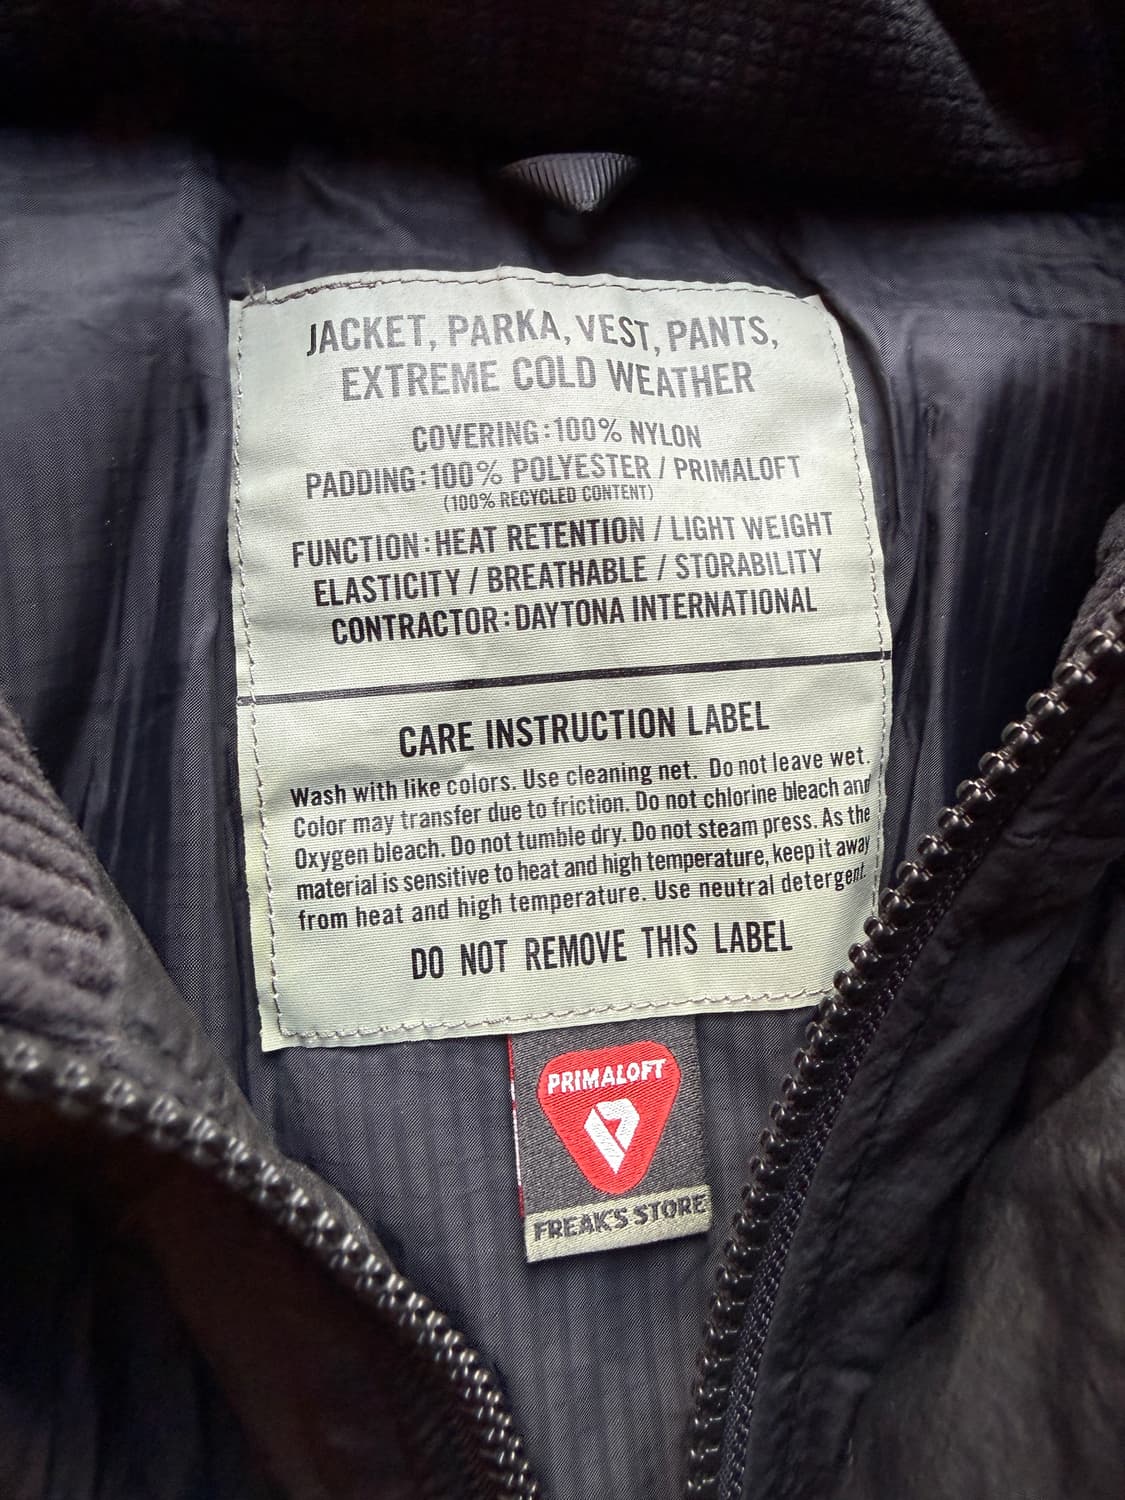 JACKET, PARKA, VEST, PANTS,
EXTREME COLD WEATHER
COVERING:100% NYLON
PADDING:100% POLYESTER / PRIMALOFT
(100% RECYCLED CONTENT)
FUNCTION:HEAT RETENTION / LIGHT WEIGHT
ELASTICITY / BREATHABLE / STORABILITY
CONTRACTOR:DAYTONA INTERNATIONAL
CARE INSTRUCTION LABEL
Wash with like colors. Use cleaning net. Do not leave wet.
Color may transfer due to friction. Do not chlorine bleach and
Oxygen bleach. Do not tumble dry. Do not steam press. As the
material is sensitive to heat and high temperature, keep it away
from heat and high temperature. Use neutral detergent.
DO NOT REMOVE THIS LABEL
PRIMALOFT
FREAK'S STORE